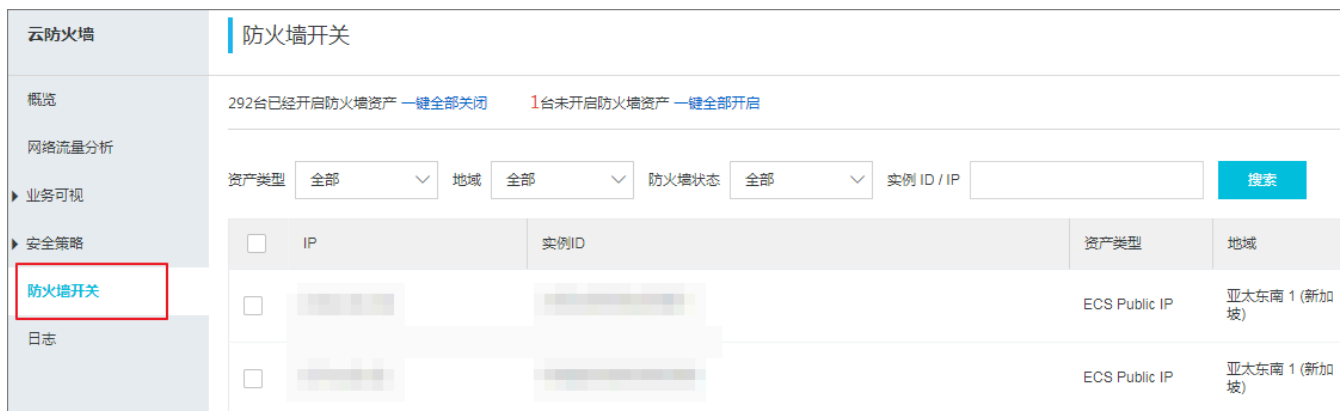 云防火墙
防火墙开关
概览
292台已经开启防火墙资产 一键全部关闭 1台未开启防火墙资产 一键全部开启
网络流量分析
资产类型 全部 地域 全部 防火墙状态 全部 实例 ID / IP 搜索
业务可视
安全策略
IP 实例ID 资产类型 地域
防火墙开关
ECS Public IP 亚太东南 1 (新加
坡)
日志
ECS Public IP 亚太东南 1 (新加
坡)